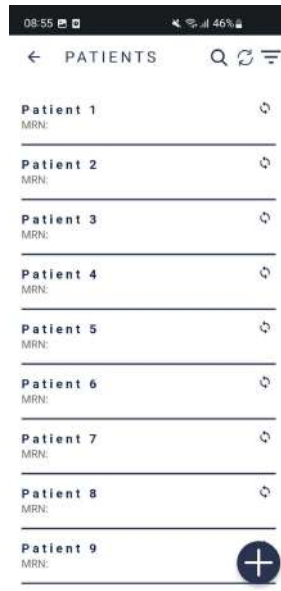 08:55 46%
PATIENTS
Patient 1
MRN:
Patient 2
MRN:
Patient 3
MRN:
Patient 4
MRN:
Patient 5
MRN:
Patient 6
MRN:
Patient 7
MRN:
Patient 8
MRN:
Patient 9
MRN: